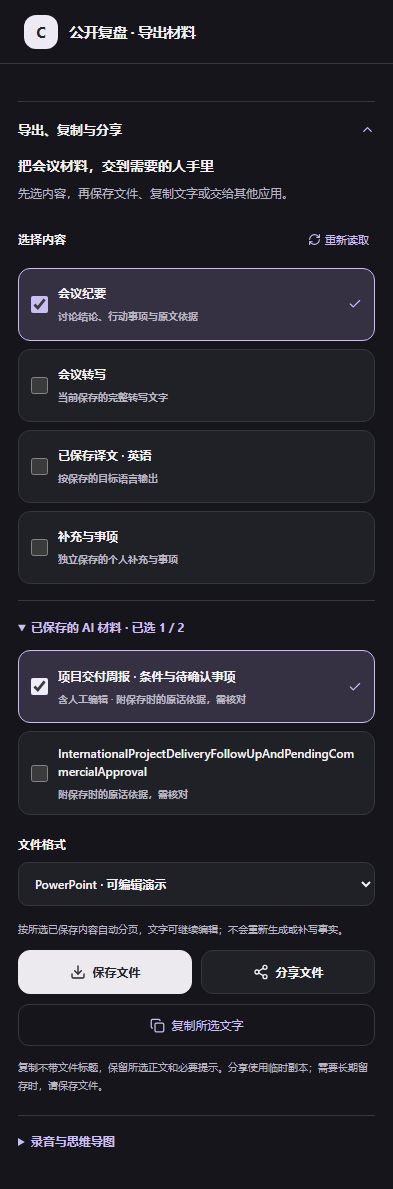 C 公开复盘 · 导出材料
导出、复制与分享
把会议材料，交到需要的人手里
先选内容，再保存文件、复制文字或交给其他应用。
选择内容 重新读取
会议纪要
讨论结论、行动事项与原文依据
会议转写
当前保存的完整转写文字
已保存译文 · 英语
按保存的目标语言输出
补充与事项
独立保存的个人补充与事项
已保存的 AI 材料 · 已选 1 / 2
项目交付周报 · 条件与待确认事项
含人工编辑 · 附保存时的原话依据，需核对
InternationalProjectDeliveryFollowUpAndPendingCom
mercialApproval
附保存时的原话依据，需核对
文件格式
PowerPoint · 可编辑演示
按所选已保存内容自动分页，文字可继续编辑；不会重新生成或补写事实。
保存文件 分享文件
复制所选文字
复制不带文件标题，保留所选正文和必要提示。分享使用临时副本；需要长期留
存时，请保存文件。
录音与思维导图